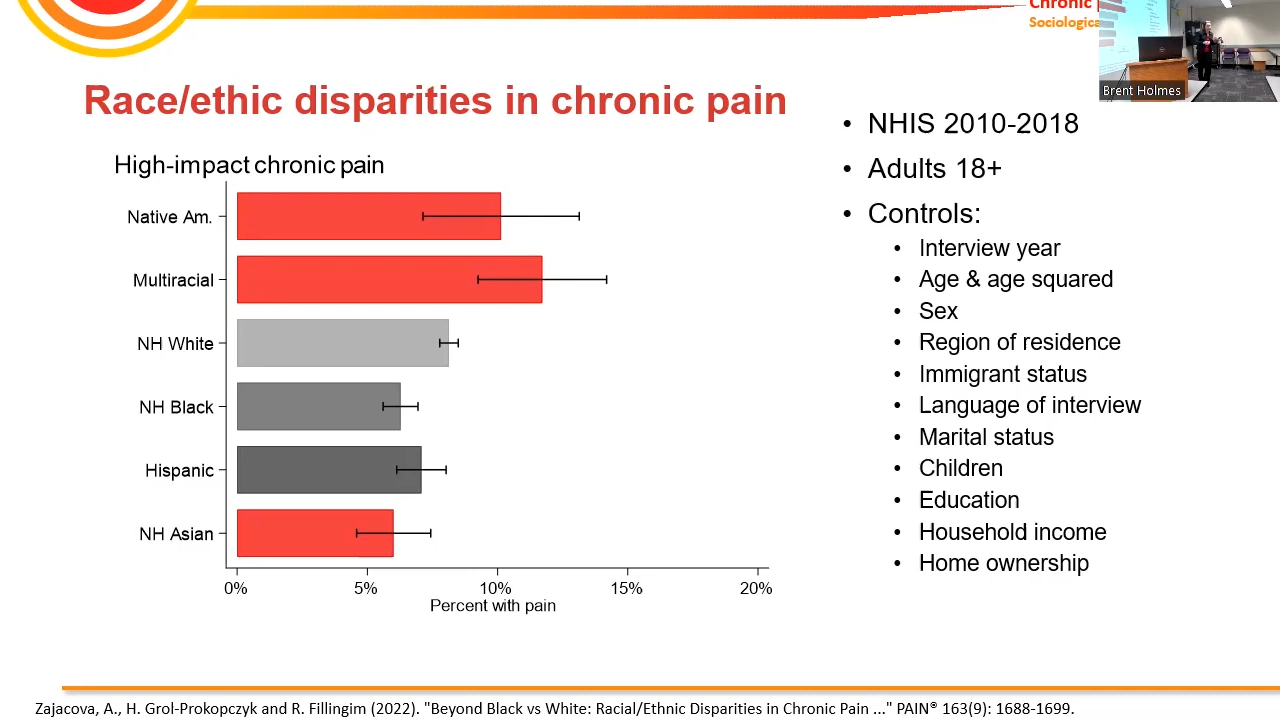 Chronic
Sociologica
Brent Holmes
Race/ethic disparities in chronic pain
High-impact chronic pain
Native Am.
Multiracial
NH White
NH Black
Hispanic
NH Asian
0% 5% 10% 15% 20%
Percent with pain
• NHIS 2010-2018
• Adults 18+
• Controls:
• Interview year
• Age & age squared
• Sex
• Region of residence
• Immigrant status
• Language of interview
• Marital status
• Children
• Education
• Household income
• Home ownership
Zajacova, A., H. Grol-Prokopczyk and R. Fillingim (2022). "Beyond Black vs White: Racial/Ethnic Disparities in Chronic Pain ..." PAIN® 163(9): 1688-1699.